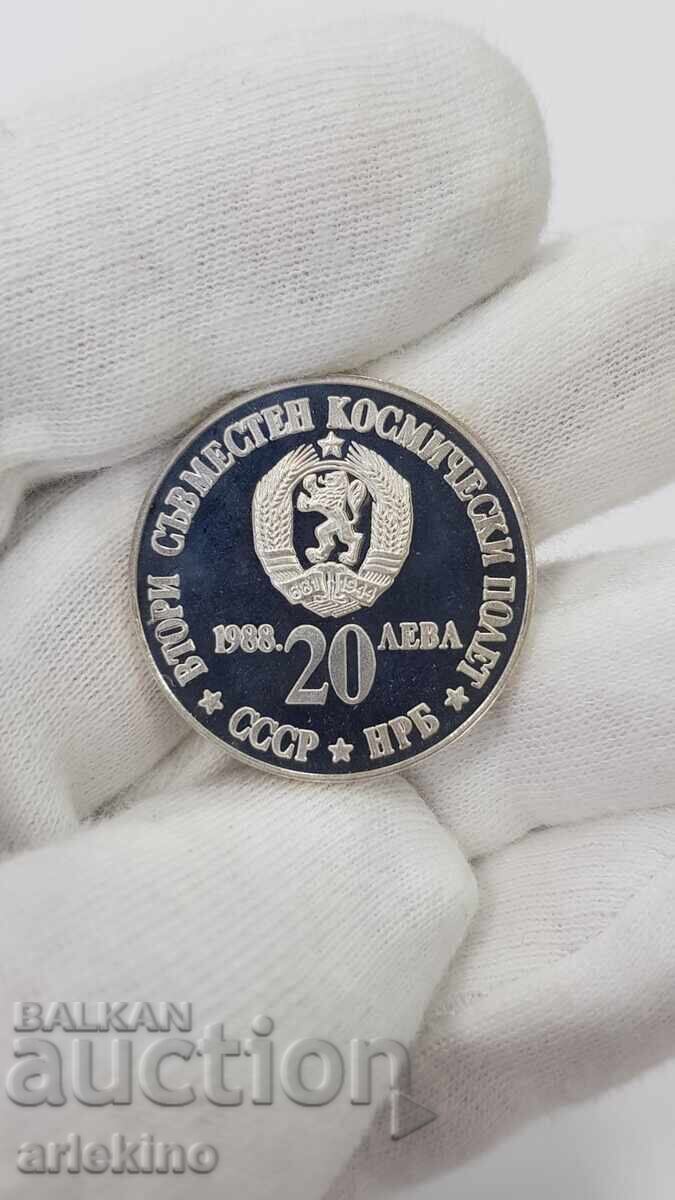 ВТОРИ СЪВМЕСТЕН КОСМИЧЕСКИ ПОЛЕТ
681 1944
1988. 20 ЛЕВА
СССР ★ НРБ
BALKAN
auction
arlekino